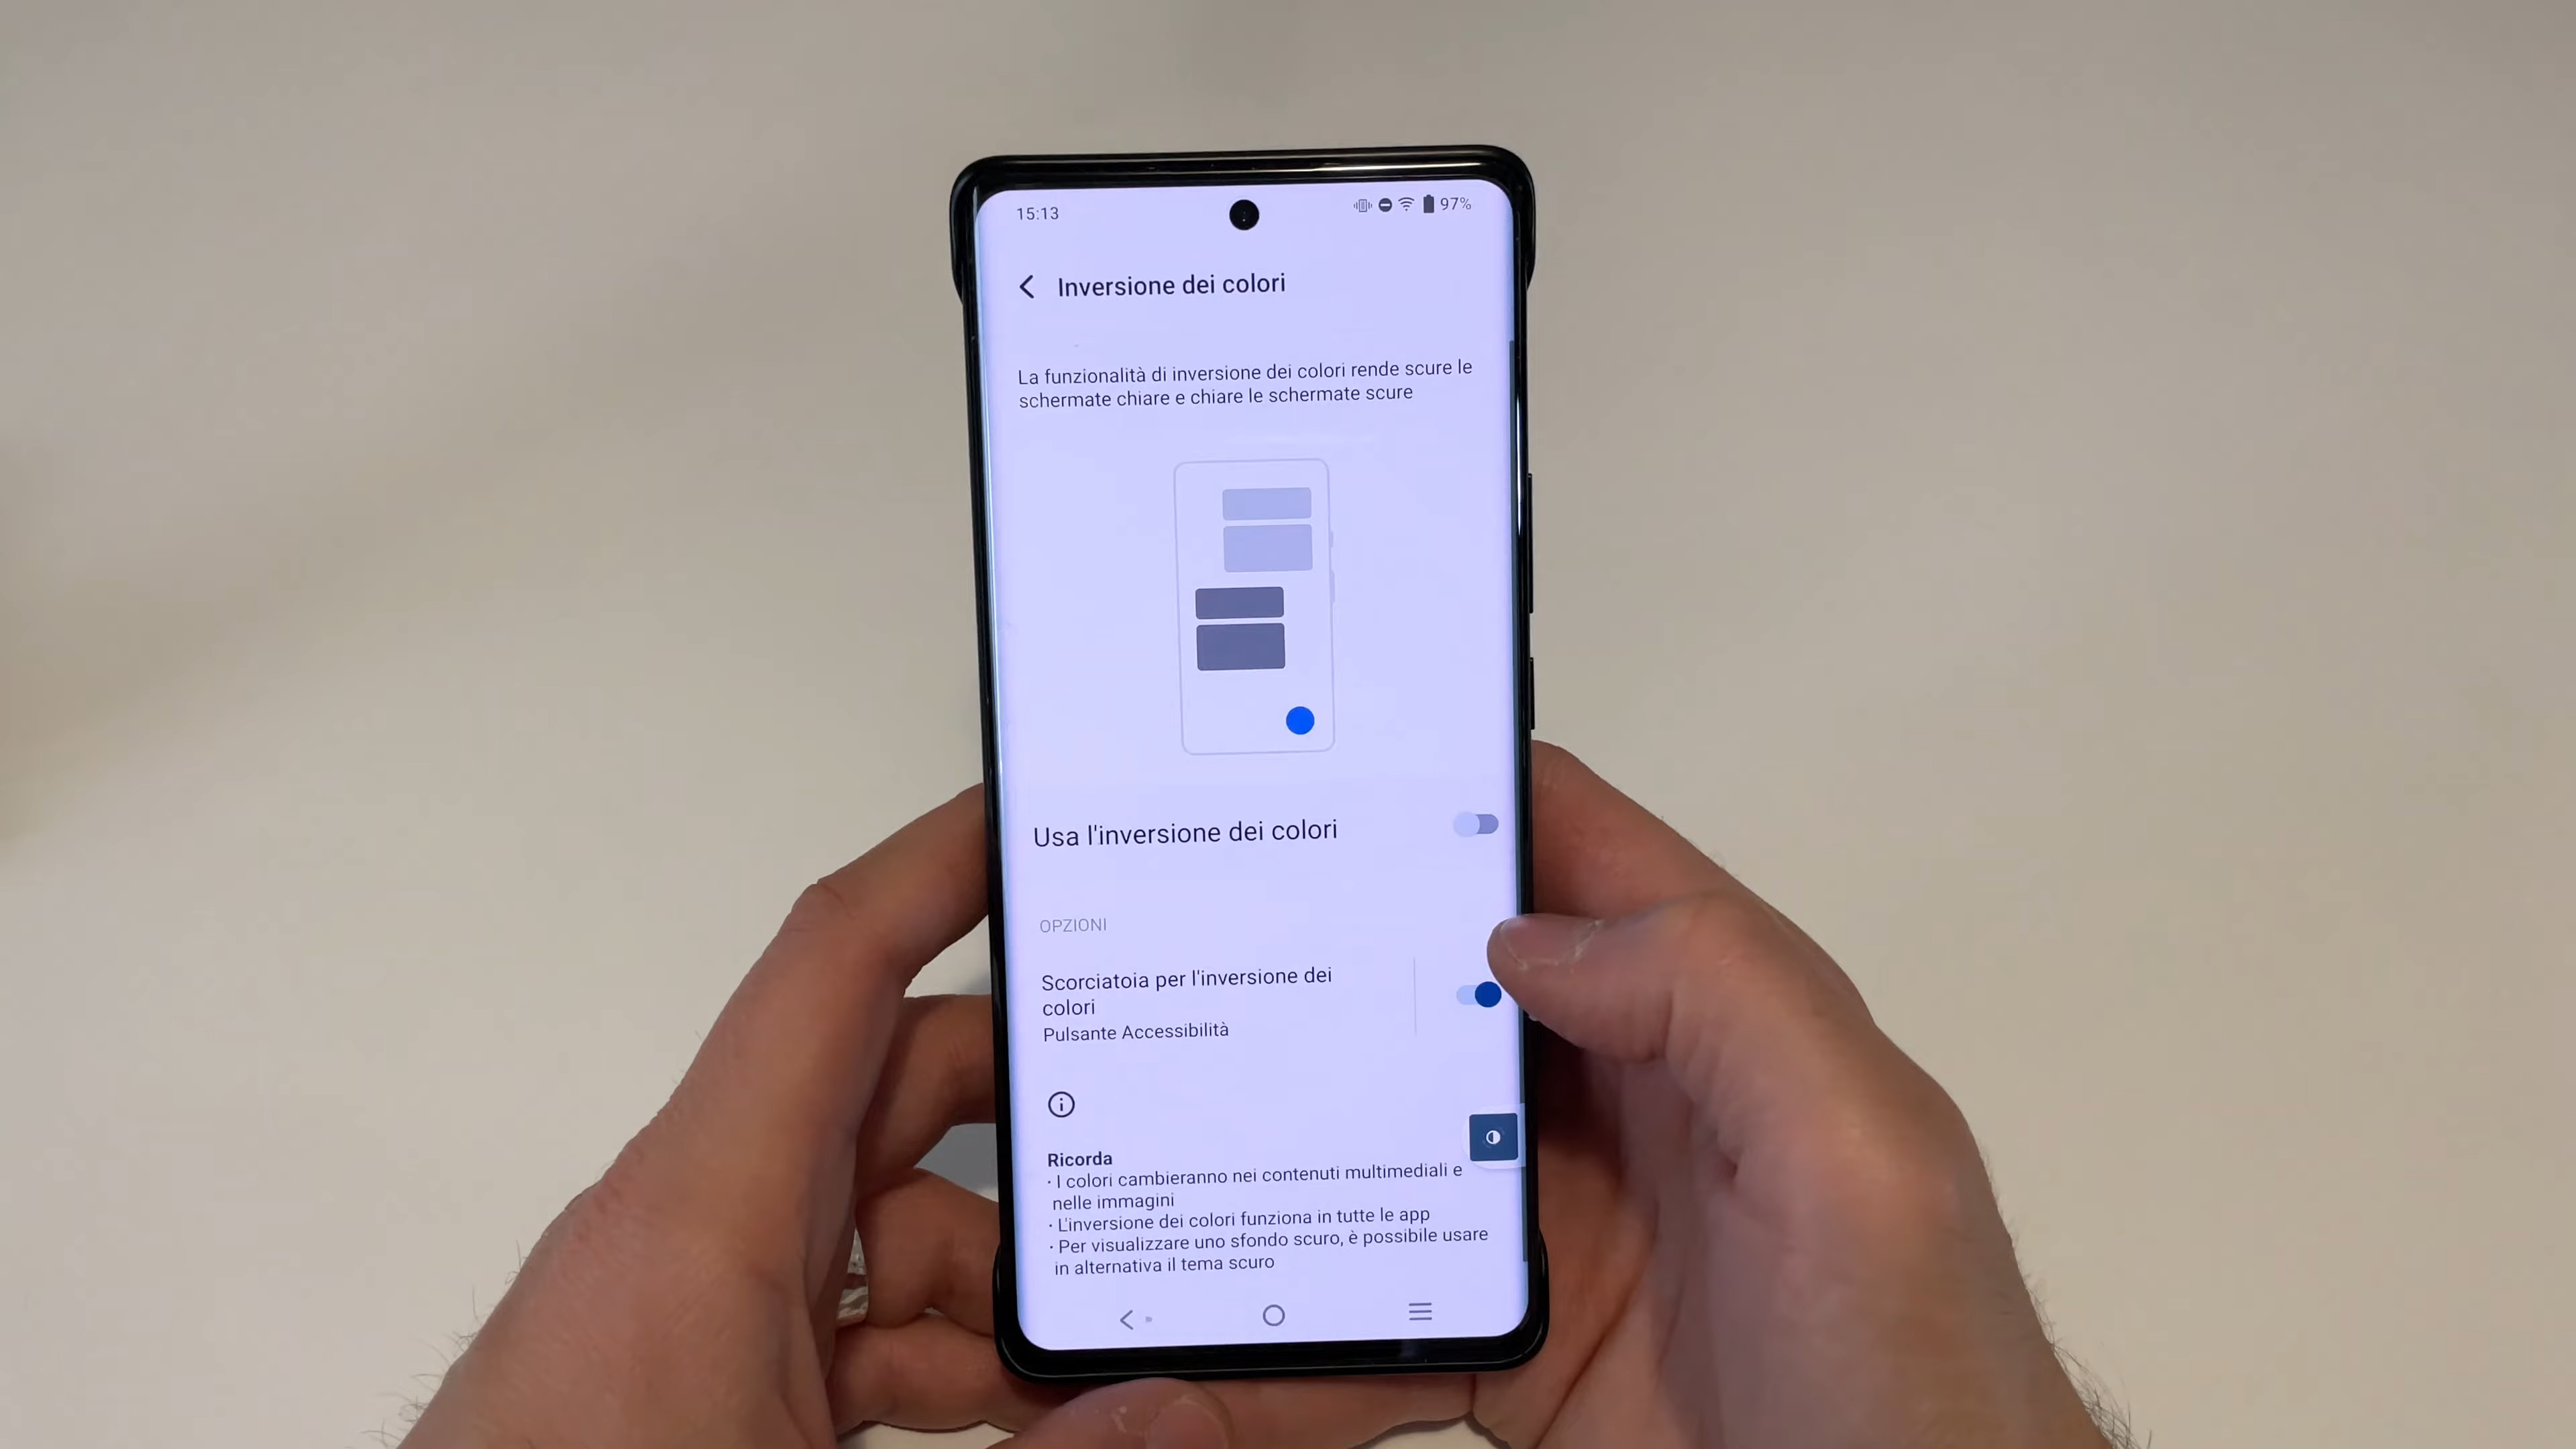 15:13
97%
Inversione dei colori
La funzionalità di inversione dei colori rende scure le
schermate chiare e chiare le schermate scure
Usa l'inversione dei colori
OPZIONI
Scorciatoia per l'inversione dei
colori
Pulsante Accessibilità
Ricorda
· I colori cambieranno nei contenuti multimediali e
nelle immagini
· L'inversione dei colori funziona in tutte le app
· Per visualizzare uno sfondo scuro, è possibile usare
in alternativa il tema scuro